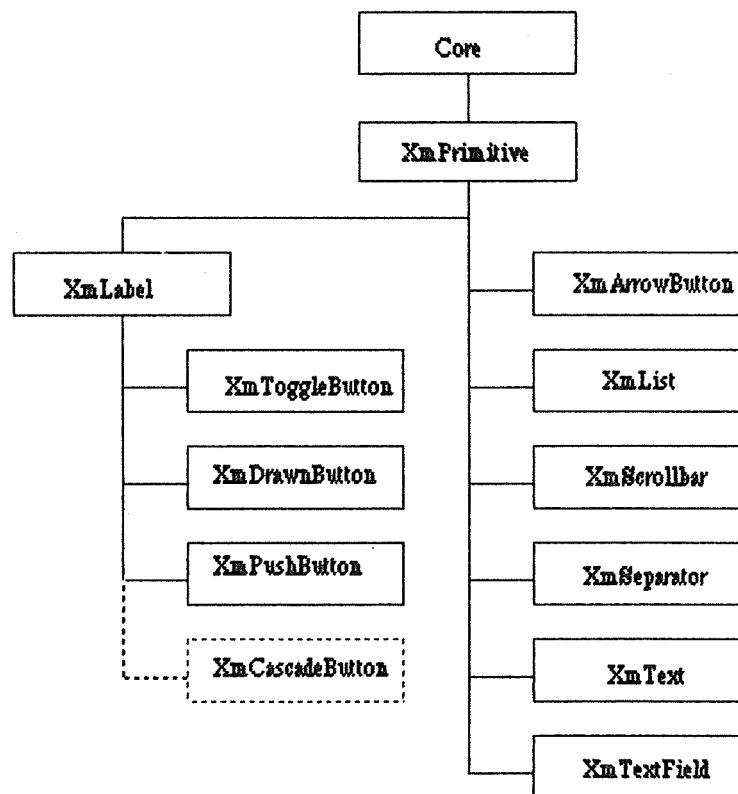 Core
XmPrimitive
XmLabel
XmToggleButton
XmDrawnButton
XmPushButton
XmCascadeButton
XmArrowButton
XmList
XmScrollbar
XmSeparator
XmText
XmTextField